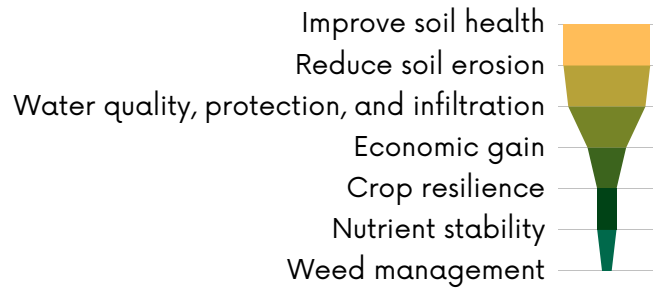 Improve soil health
Reduce soil erosion
Water quality, protection, and infiltration
Economic gain
Crop resilience
Nutrient stability
Weed management